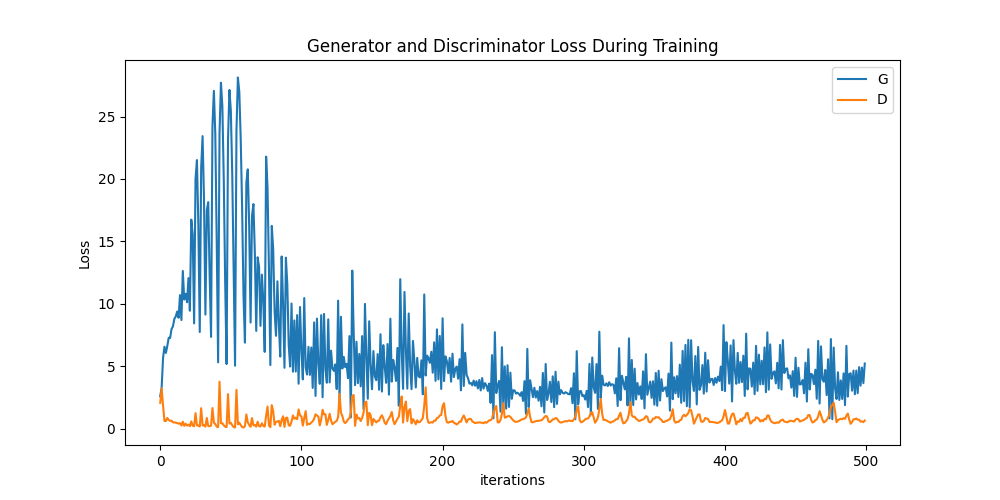 Generator and Discriminator Loss During Training
G
D
Loss
25
20
15
10
5
0
0 100 200 300 400 500
iterations